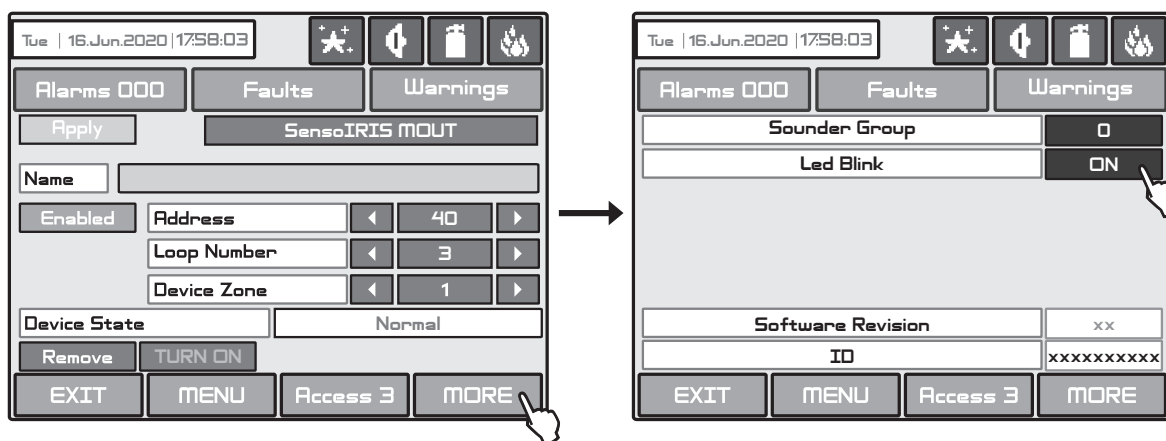 Tue | 16.Jun.2020 | 17:58:03
Alarms 000 Faults Warnings
Apply SensoIRIS MOUT
Name
Enabled Address 40
Loop Number 3
Device Zone 1
Device State Normal
Remove TURN ON
EXIT MENU Access 3 MORE
Tue | 16.Jun.2020 | 17:58:03
Alarms 000 Faults Warnings
Sounder Group 0
Led Blink ON
Software Revision xx
ID xxxxxxxxxx
EXIT MENU Access 3 MORE